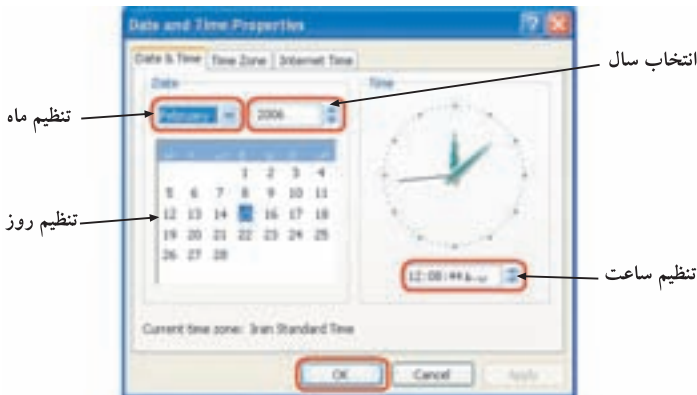 Date and Time Properties
Date & Time Time Zone Internet Time
Date
Time
انتخاب سال
تنظیم ماه
February
2006
1 2 3 4
5 6 7 8 9 10 11
12 13 14 15 16 17 18
19 20 21 22 23 24 25
26 27 28
تنظیم روز
12:08:44
تنظیم ساعت
Current time zone: Iran Standard Time
OK Cancel Apply